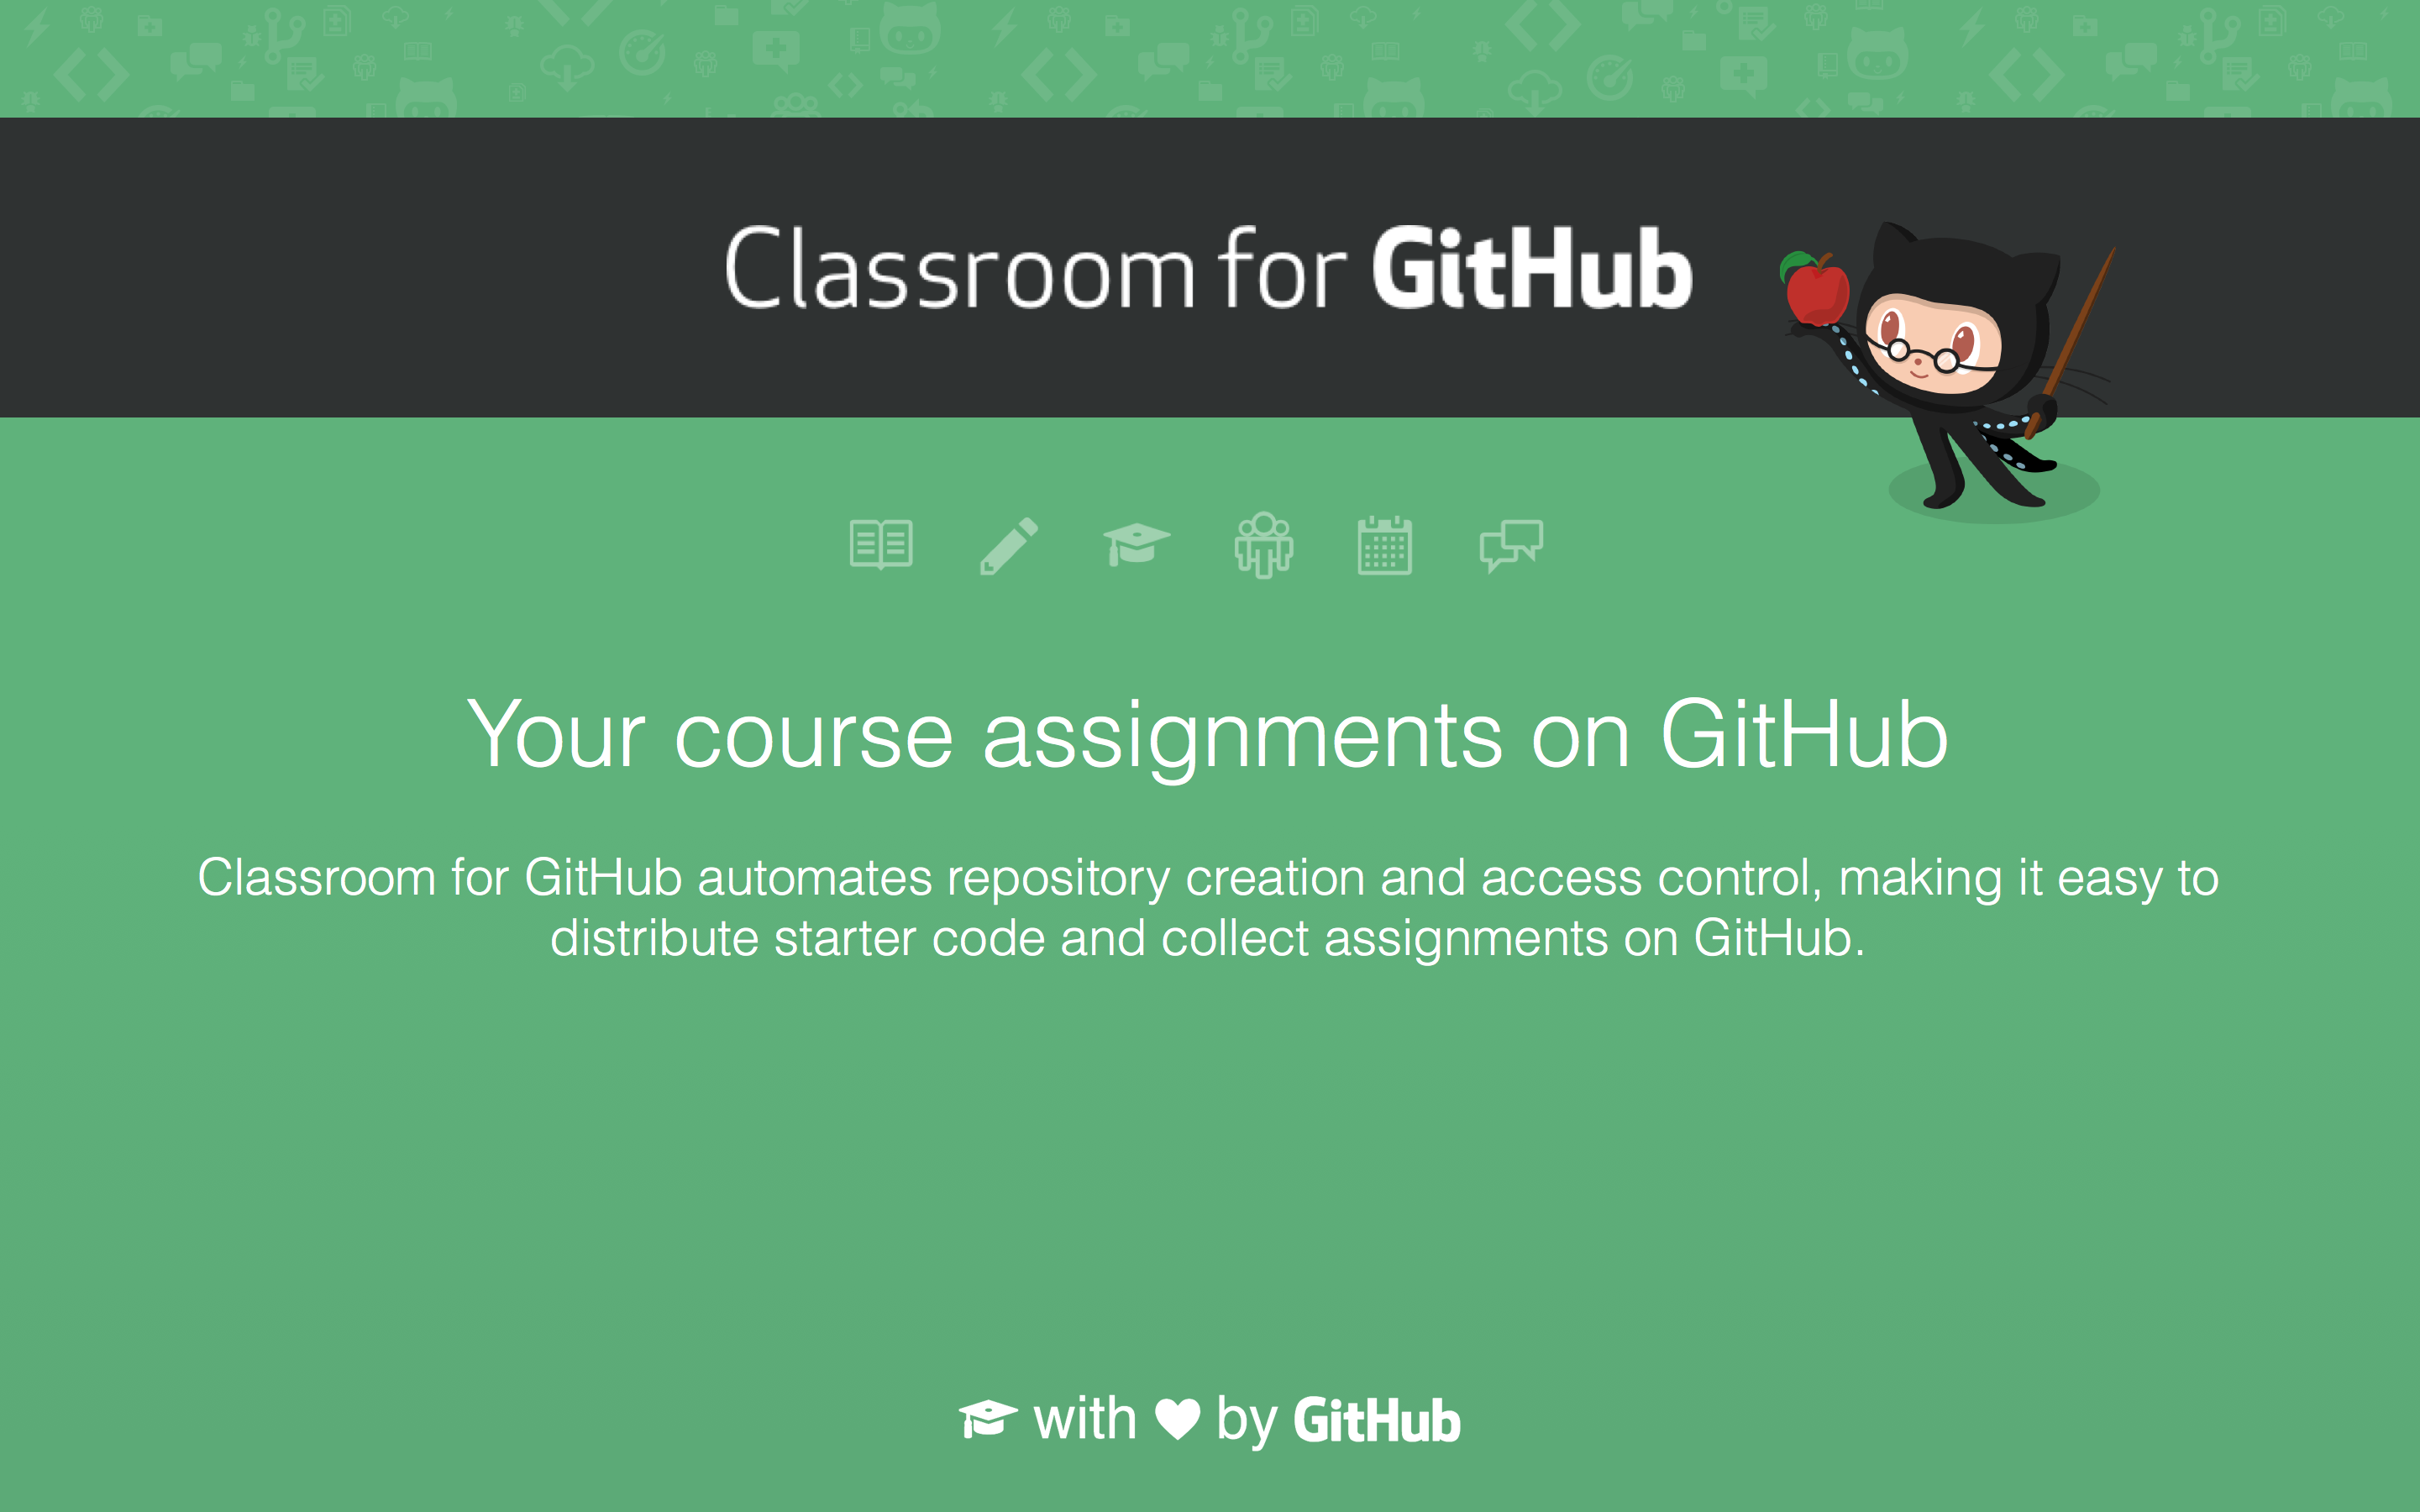 Classroom for GitHub
Your course assignments on GitHub
Classroom for GitHub automates repository creation and access control, making it easy to
distribute starter code and collect assignments on GitHub.
with by GitHub